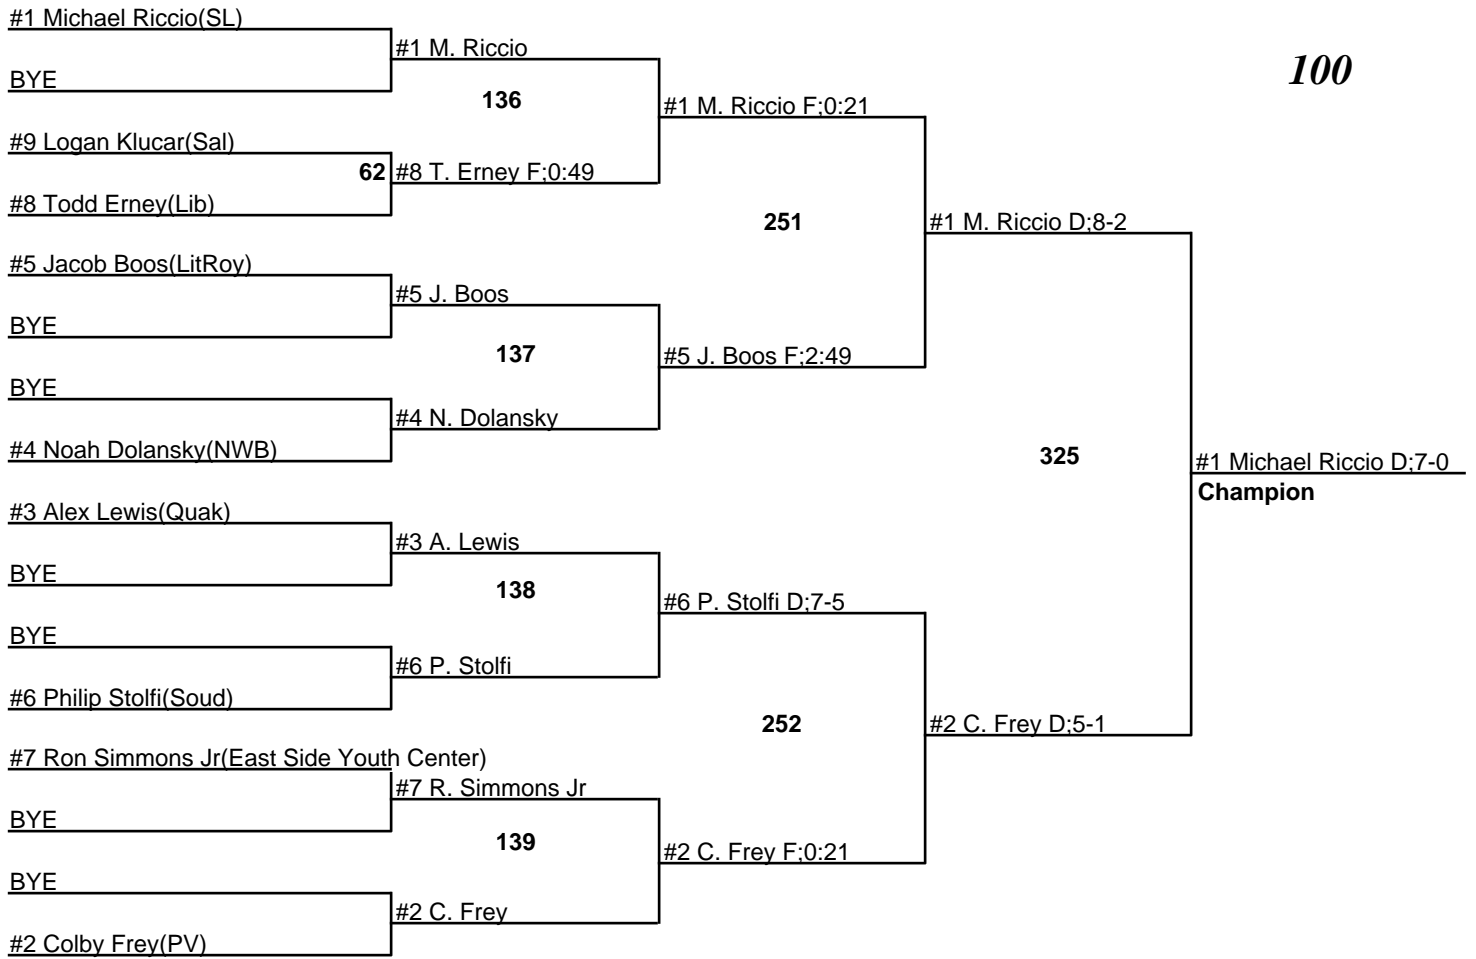 #1 Michael Riccio(SL)
#1 M. Riccio
100
BYE
136
#1 M. Riccio F;0:21
#9 Logan Klucar(Sal)
62
#8 T. Erney F;0:49
#8 Todd Erney(Lib)
251
#1 M. Riccio D;8-2
#5 Jacob Boos(LitRoy)
#5 J. Boos
BYE
137
#5 J. Boos F;2:49
BYE
#4 N. Dolansky
#4 Noah Dolansky(NWB)
325
#1 Michael Riccio D;7-0
Champion
#3 Alex Lewis(Quak)
#3 A. Lewis
BYE
138
#6 P. Stolfi D;7-5
BYE
#6 P. Stolfi
#6 Philip Stolfi(Soud)
252
#2 C. Frey D;5-1
#7 Ron Simmons Jr(East Side Youth Center)
#7 R. Simmons Jr
BYE
139
#2 C. Frey F;0:21
BYE
#2 C. Frey
#2 Colby Frey(PV)